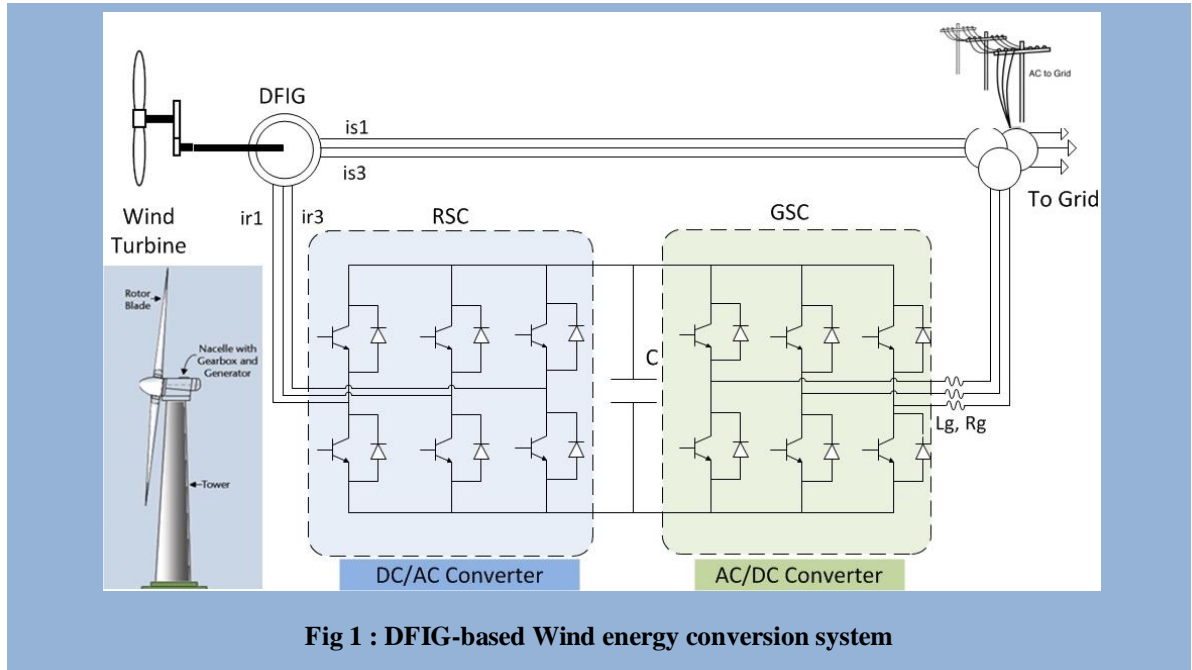 AC to Grid
DFIG
is1
is3
To Grid
Wind
Turbine
ir1
ir3
RSC
GSC
Rotor
Blade
Nacelle with
Gearbox and
Generator
Tower
C
Lg, Rg
DC/AC Converter
AC/DC Converter
Fig 1 : DFIG-based Wind energy conversion system